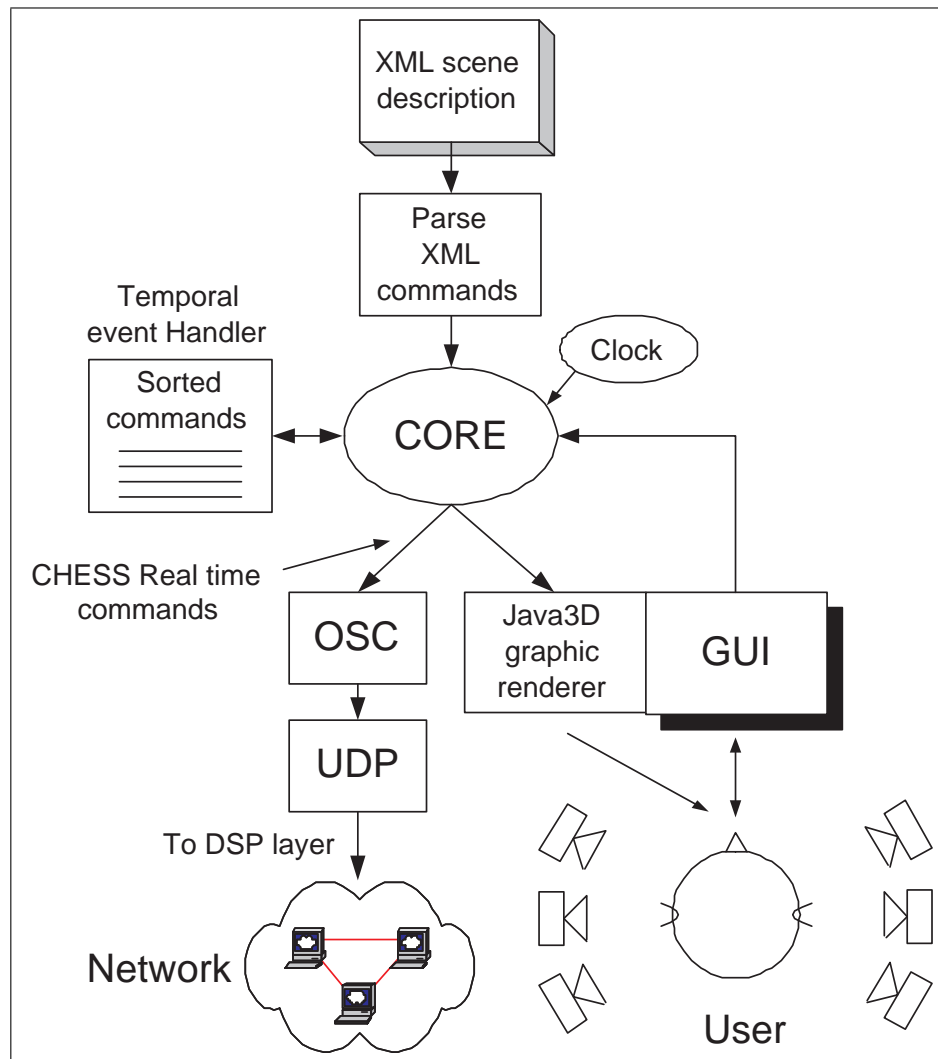 XML scene
description
Parse
XML
commands
Temporal
event Handler
Clock
Sorted
commands
CORE
CHESS Real time
commands
OSC
Java3D
graphic
renderer
GUI
UDP
To DSP layer
Network
User